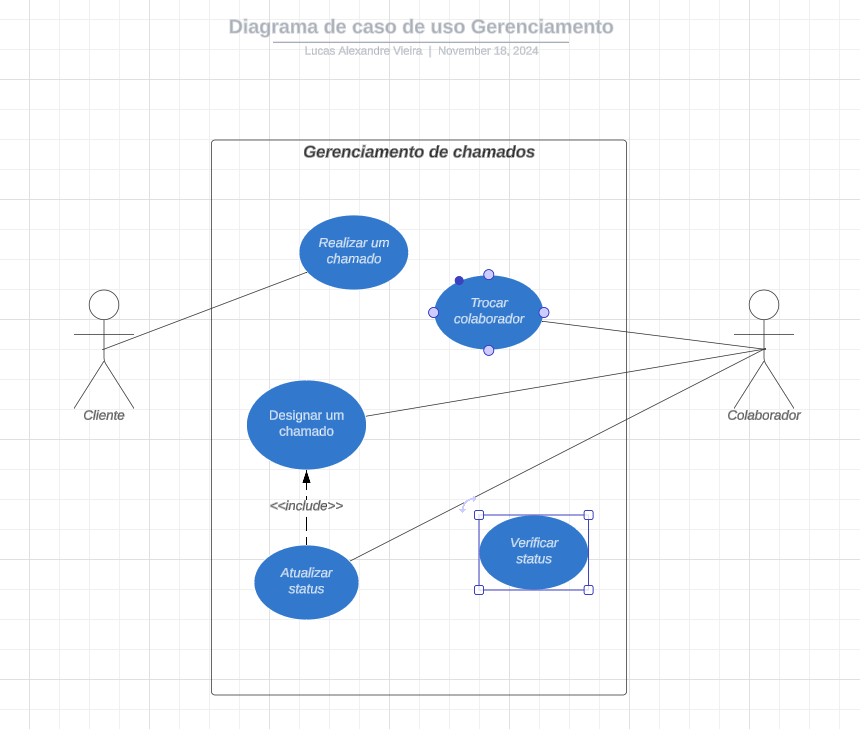 Diagrama de caso de uso Gerenciamento
Lucas Alexandre Vieira | November 18, 2024
Gerenciamento de chamados
Realizar um
chamado
Trocar
colaborador
Cliente
Designar um
chamado
Colaborador
<<include>>
Verificar
status
Atualizar
status